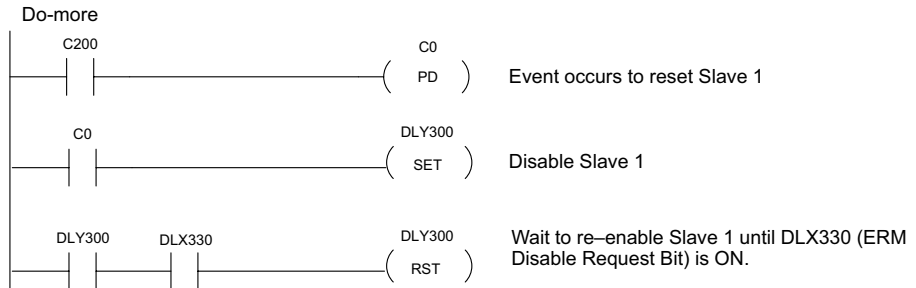 Do-more
C200
C0
PD
Event occurs to reset Slave 1
C0
DLY300
SET
Disable Slave 1
DLY300
DLX330
DLY300
RST
Wait to re–enable Slave 1 until DLX330 (ERM
Disable Request Bit) is ON.